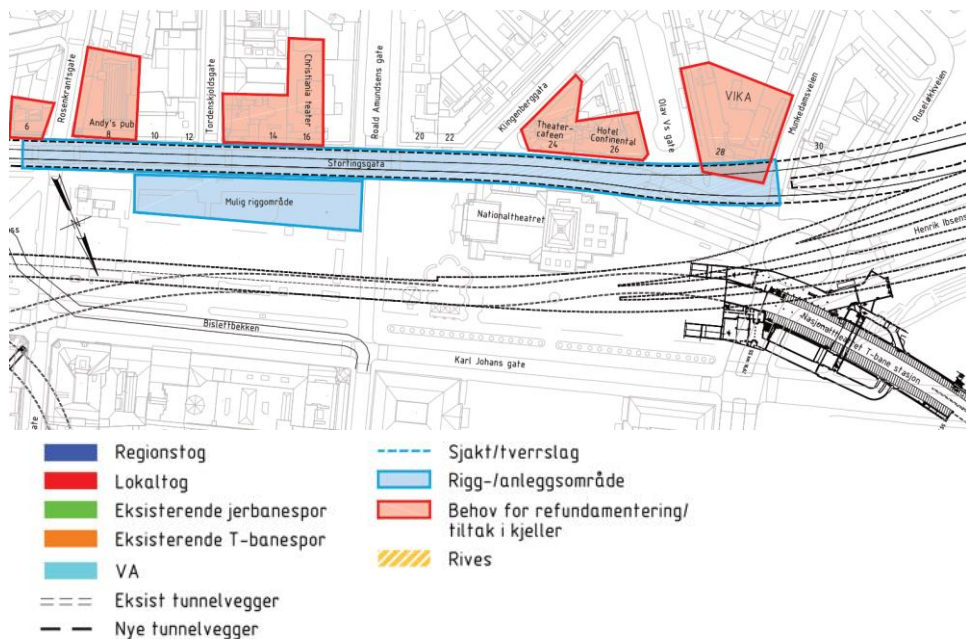 Rosenkrantsgate
6
Andy's pub
8
10
12
Tordenskjoldsgate
14
Christiania teater
16
Roald Amundsens gate
20
22
Klingenberggata
Theater-
cafeen
24
Hotel
Continental
26
Olav Vs gate
VIKA
28
Munkedamsveien
30
Ruseløkkveien
Stortingsgata
Mulig riggområde
Nationaltheatret
Henrik Ibsens
Bislettbekken
Karl Johans gate
Nasjonaltheatret T-bane stasjon
Regionstog
Lokaltog
Eksisterende jerbanespor
Eksisterende T-banespor
VA
Eksist tunnelvegger
Nye tunnelvegger
Sjakt/tverrslag
Rigg-/anleggsområde
Behov for refundamentering/
tiltak i kjeller
Rives